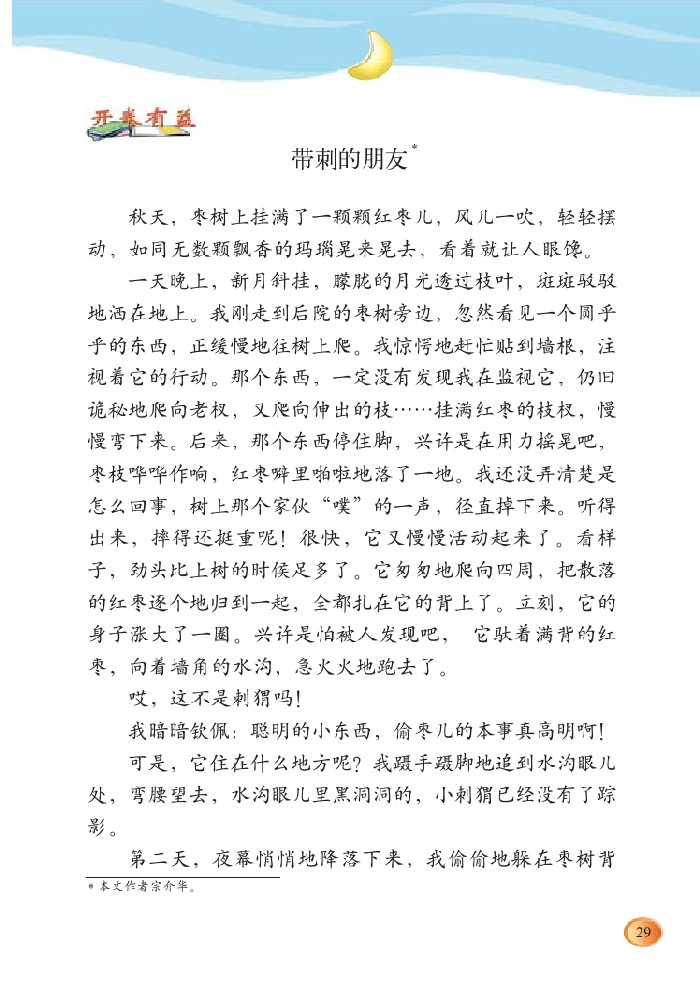 开卷有益
带刺的朋友*
秋天，枣树上挂满了一颗颗红枣儿，风儿一吹，轻轻摆
动，如同无数颗飘香的玛瑙晃来晃去，看着就让人眼馋。
一天晚上，新月斜挂，朦胧的月光透过枝叶，斑斑驳驳
地洒在地上。我刚走到后院的枣树旁边，忽然看见一个圆乎
乎的东西，正缓慢地往树上爬。我惊愕地赶忙贴到墙根，注
视着它的行动。那个东西，一定没有发现我在监视它，仍旧
诡秘地爬向老杈，又爬向伸出的枝……挂满红枣的枝杈，慢
慢弯下来。后来，那个东西停住脚，兴许是在用力摇晃吧，
枣枝哗哗作响，红枣噼里啪啦地落了一地。我还没弄清楚是
怎么回事，树上那个家伙“噗”的一声，径直掉下来。听得
出来，摔得还挺重呢！很快，它又慢慢活动起来了。看样
子，劲头比上树的时候足多了。它匆匆地爬向四周，把散落
的红枣逐个地归到一起，全都扎在它的背上了。立刻，它的
身子涨大了一圈。兴许是怕被人发现吧， 它驮着满背的红
枣，向着墙角的水沟，急火火地跑去了。
哎，这不是刺猬吗！
我暗暗钦佩：聪明的小东西，偷枣儿的本事真高明啊！
可是，它住在什么地方呢？我蹑手蹑脚地追到水沟眼儿
处，弯腰望去，水沟眼儿里黑洞洞的，小刺猬已经没有了踪
影。
第二天，夜幕悄悄地降落下来，我偷偷地躲在枣树背
* 本文作者宗介华。
29